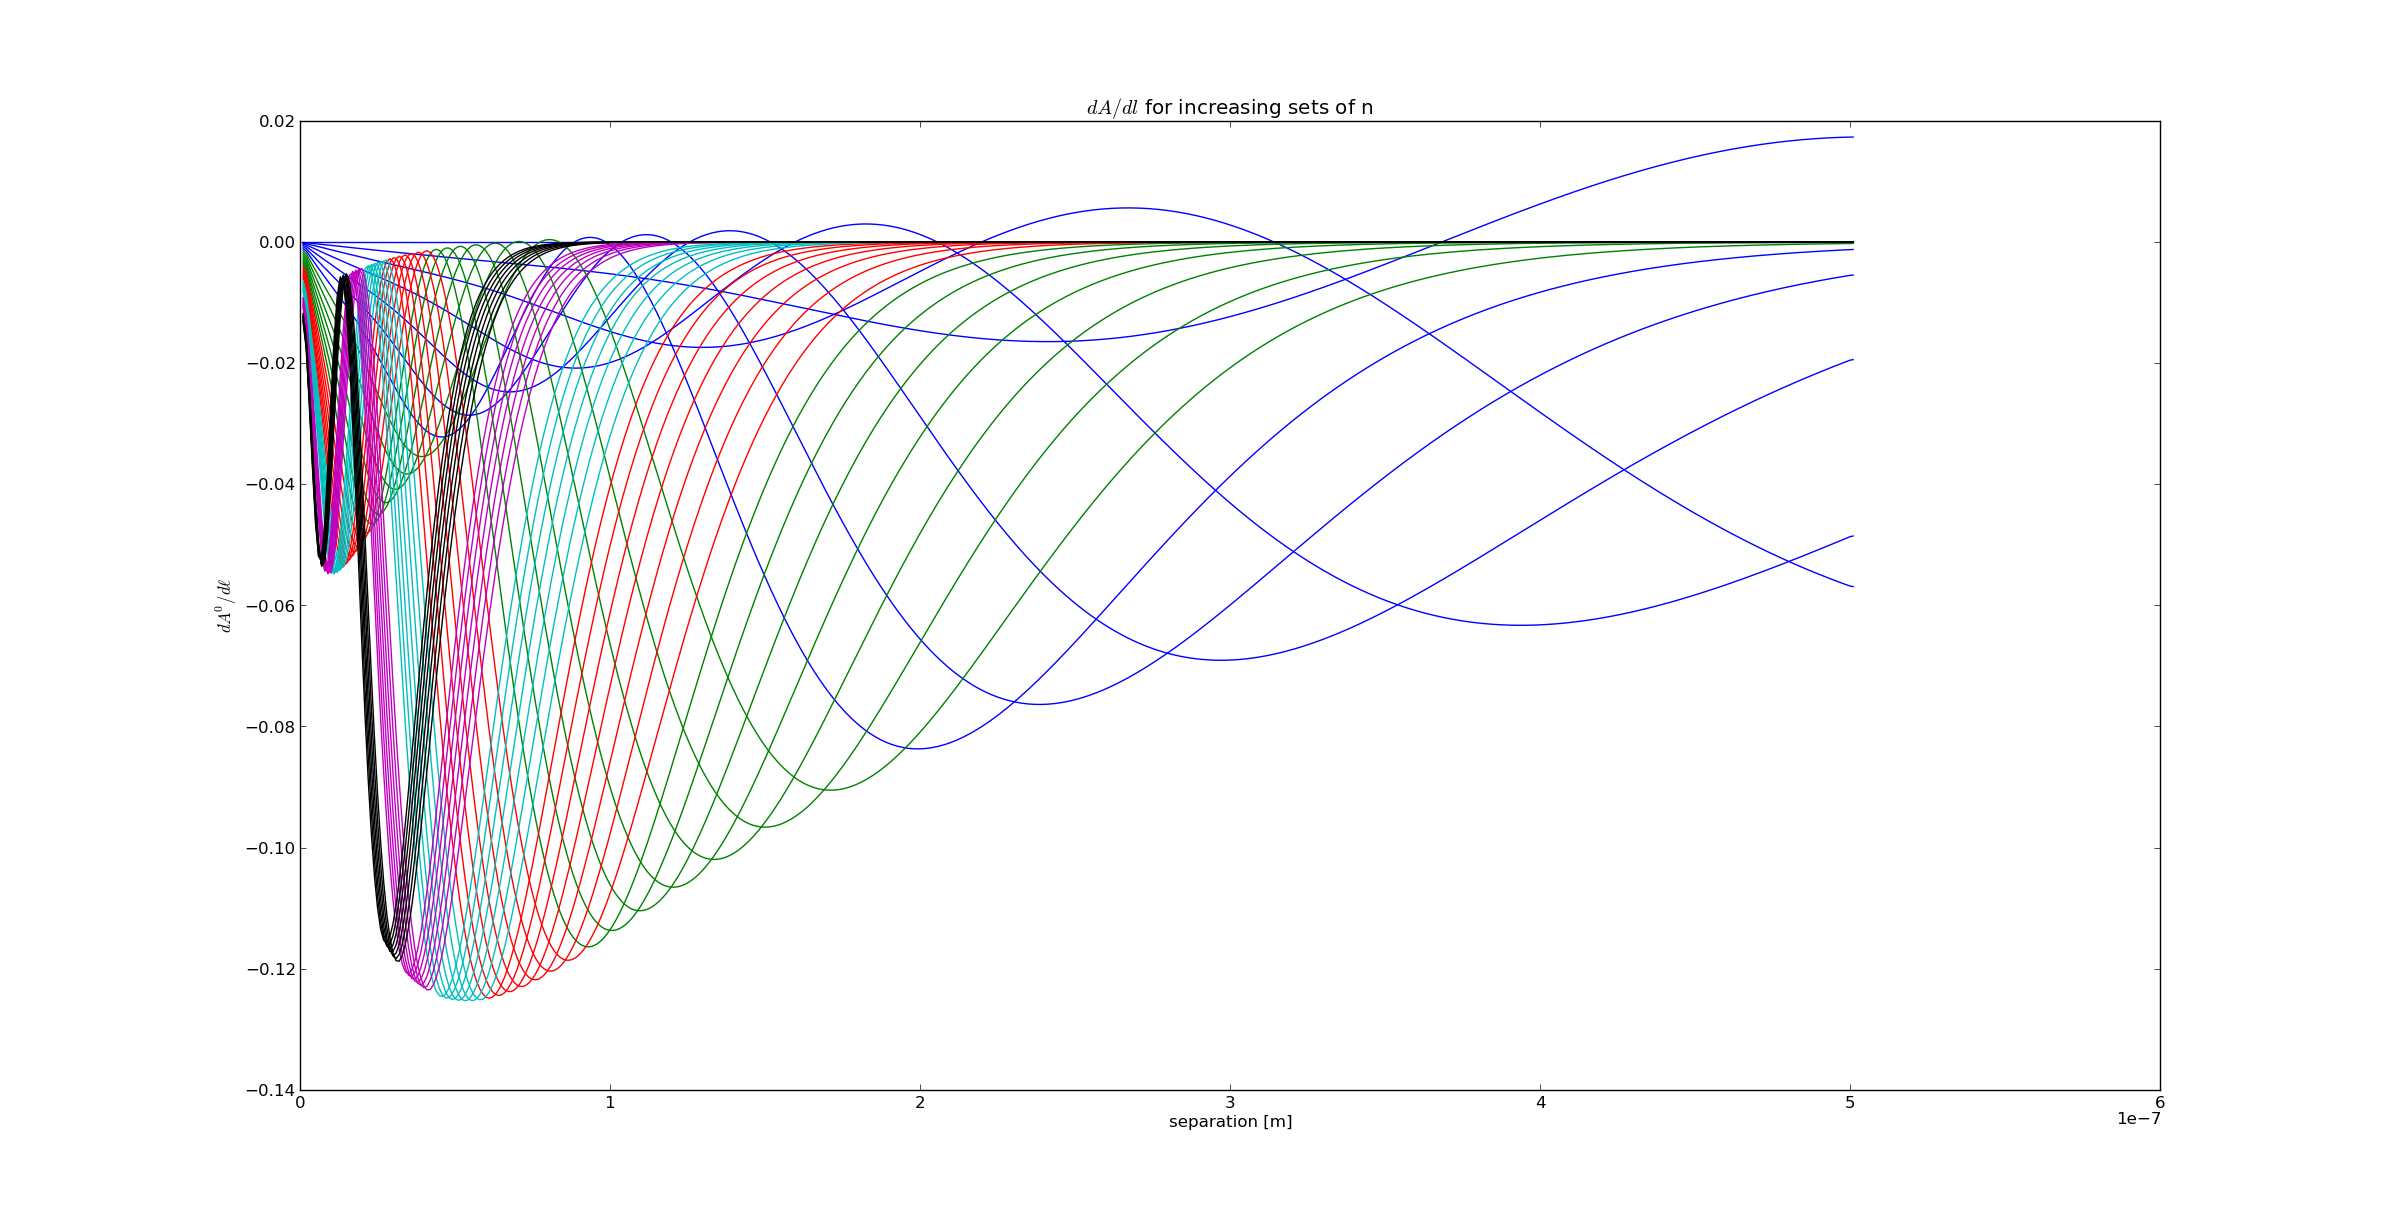 dA/dl for increasing sets of n
0.02
0.00
−0.02
−0.04
−0.06
−0.08
−0.10
−0.12
−0.14
dA⁰/dℓ
0 1 2 3 4 5 6
1e−7
separation [m]